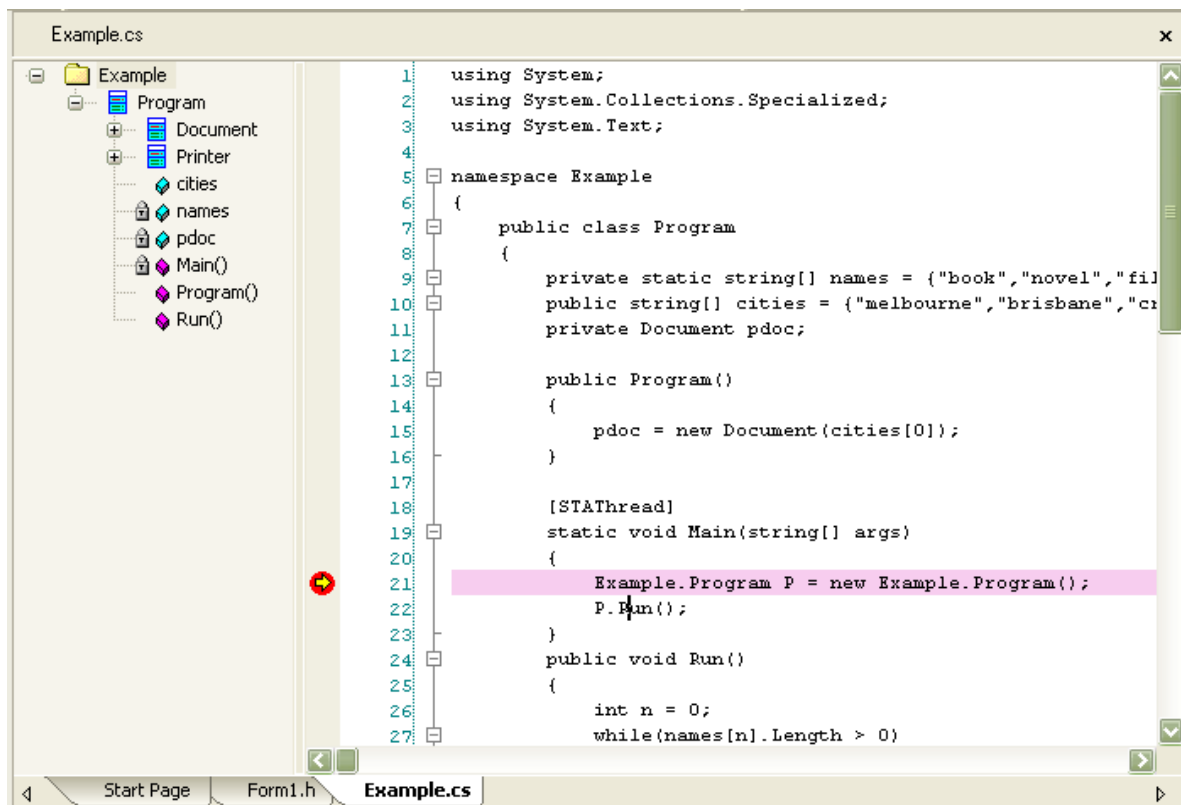 Example.cs
Example
Program
Document
Printer
cities
names
pdoc
Main()
Program()
Run()
1 using System;
2 using System.Collections.Specialized;
3 using System.Text;
4
5 namespace Example
6 {
7 public class Program
8 {
9 private static string[] names = {"book","novel","fil
10 public string[] cities = {"melbourne","brisbane","cr
11 private Document pdoc;
12
13 public Program()
14 {
15 pdoc = new Document(cities[0]);
16 }
17
18 [STAThread]
19 static void Main(string[] args)
20 {
21 Example.Program P = new Example.Program();
22 P.Run();
23 }
24 public void Run()
25 {
26 int n = 0;
27 while(names[n].Length > 0)
Start Page Form1.h Example.cs